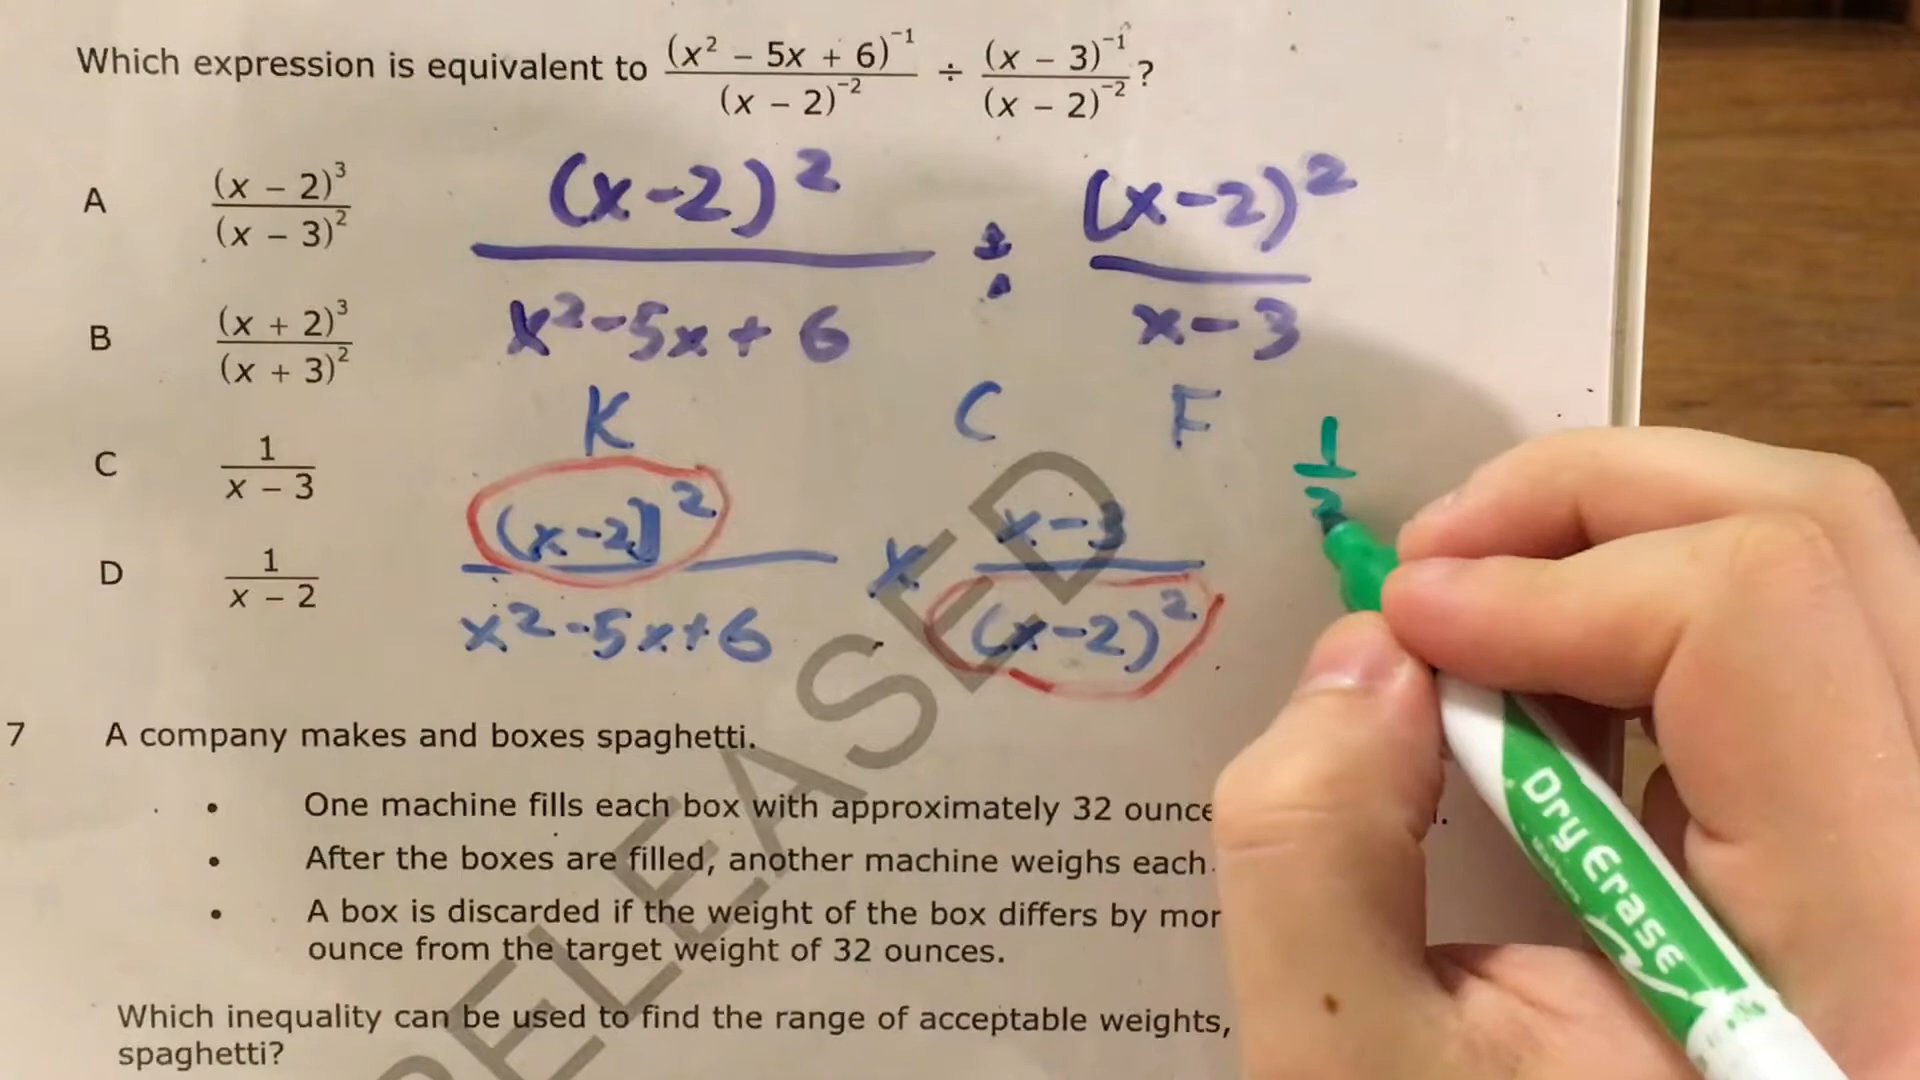 Which expression is equivalent to (x² − 5x + 6)⁻¹ / (x − 2)⁻² ÷ (x − 3)⁻¹ / (x − 2)⁻² ?
A (x − 2)³ / (x − 3)²
B (x + 2)³ / (x + 3)²
C 1 / x − 3
D 1 / x − 2
(x-2)² / x²-5x+6 ÷ (x-2)² / x-3
K C F
(x-2)² / x²-5x+6 × x-3 / (x-2)²
1
RELEASED
7 A company makes and boxes spaghetti.
• One machine fills each box with approximately 32
• After the boxes are filled, another machine weighs each
• A box is discarded if the weight of the box differs by
ounce from the target weight of 32 ounces.
Which inequality can be used to find the range of acceptable weights,
spaghetti?
Dry Erase